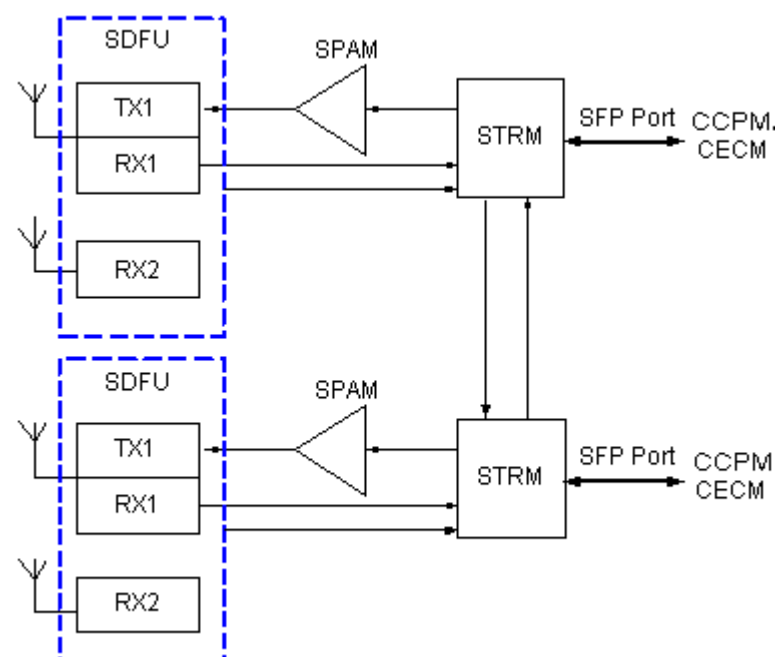 SDFU
SPAM
TX1
RX1
RX2
STRM
SFP Port
CCPM.
CECM
SDFU
SPAM
TX1
RX1
RX2
STRM
SFP Port
CCPM
CECM